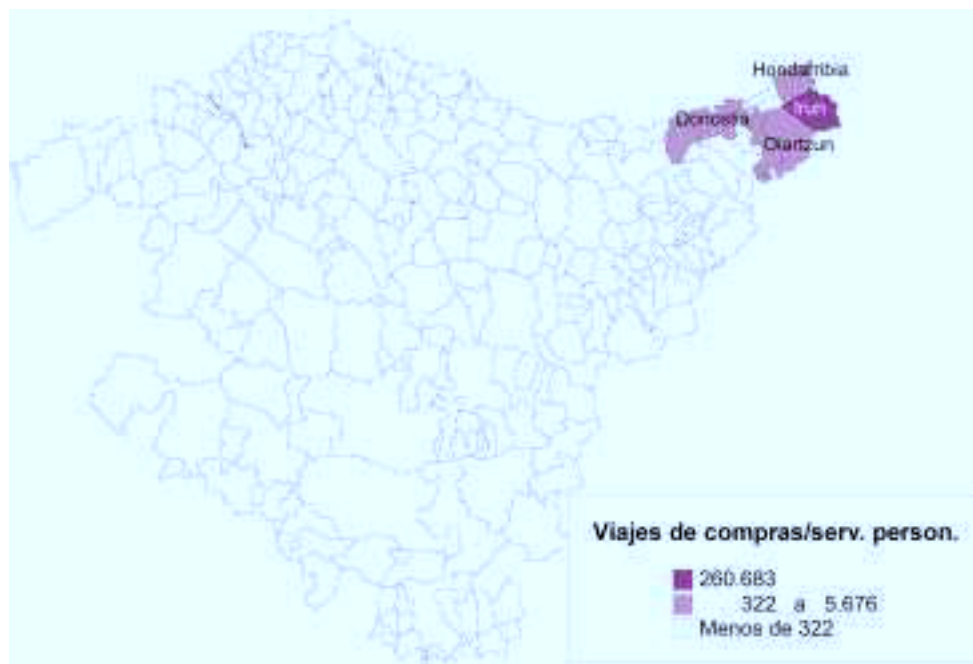 Hondarribia
Irun
Donostia
Oiartzun
Viajes de compras/serv. person.
260.683
322 a 5.676
Menos de 322